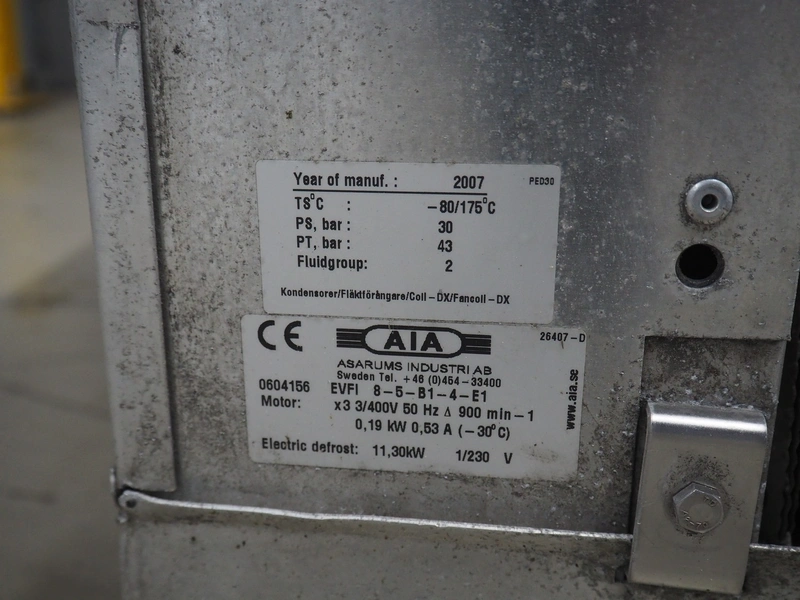 Year of manuf. : 2007 PED30
TS°C : -80/175°C
PS, bar : 30
PT, bar : 43
Fluidgroup: 2
Kondensorer/Fläktförångare/Coil-DX/Fancoil-DX
CE AIA 26407-D
ASARUMS INDUSTRI AB
Sweden Tel. +46 (0)454-33400
0604156 EVFI 8-5-B1-4-E1
Motor: x3 3/400V 50 Hz Δ 900 min-1
0,19 kW 0,53 A (-30°C)
Electric defrost: 11,30kW 1/230 V
www.aia.se